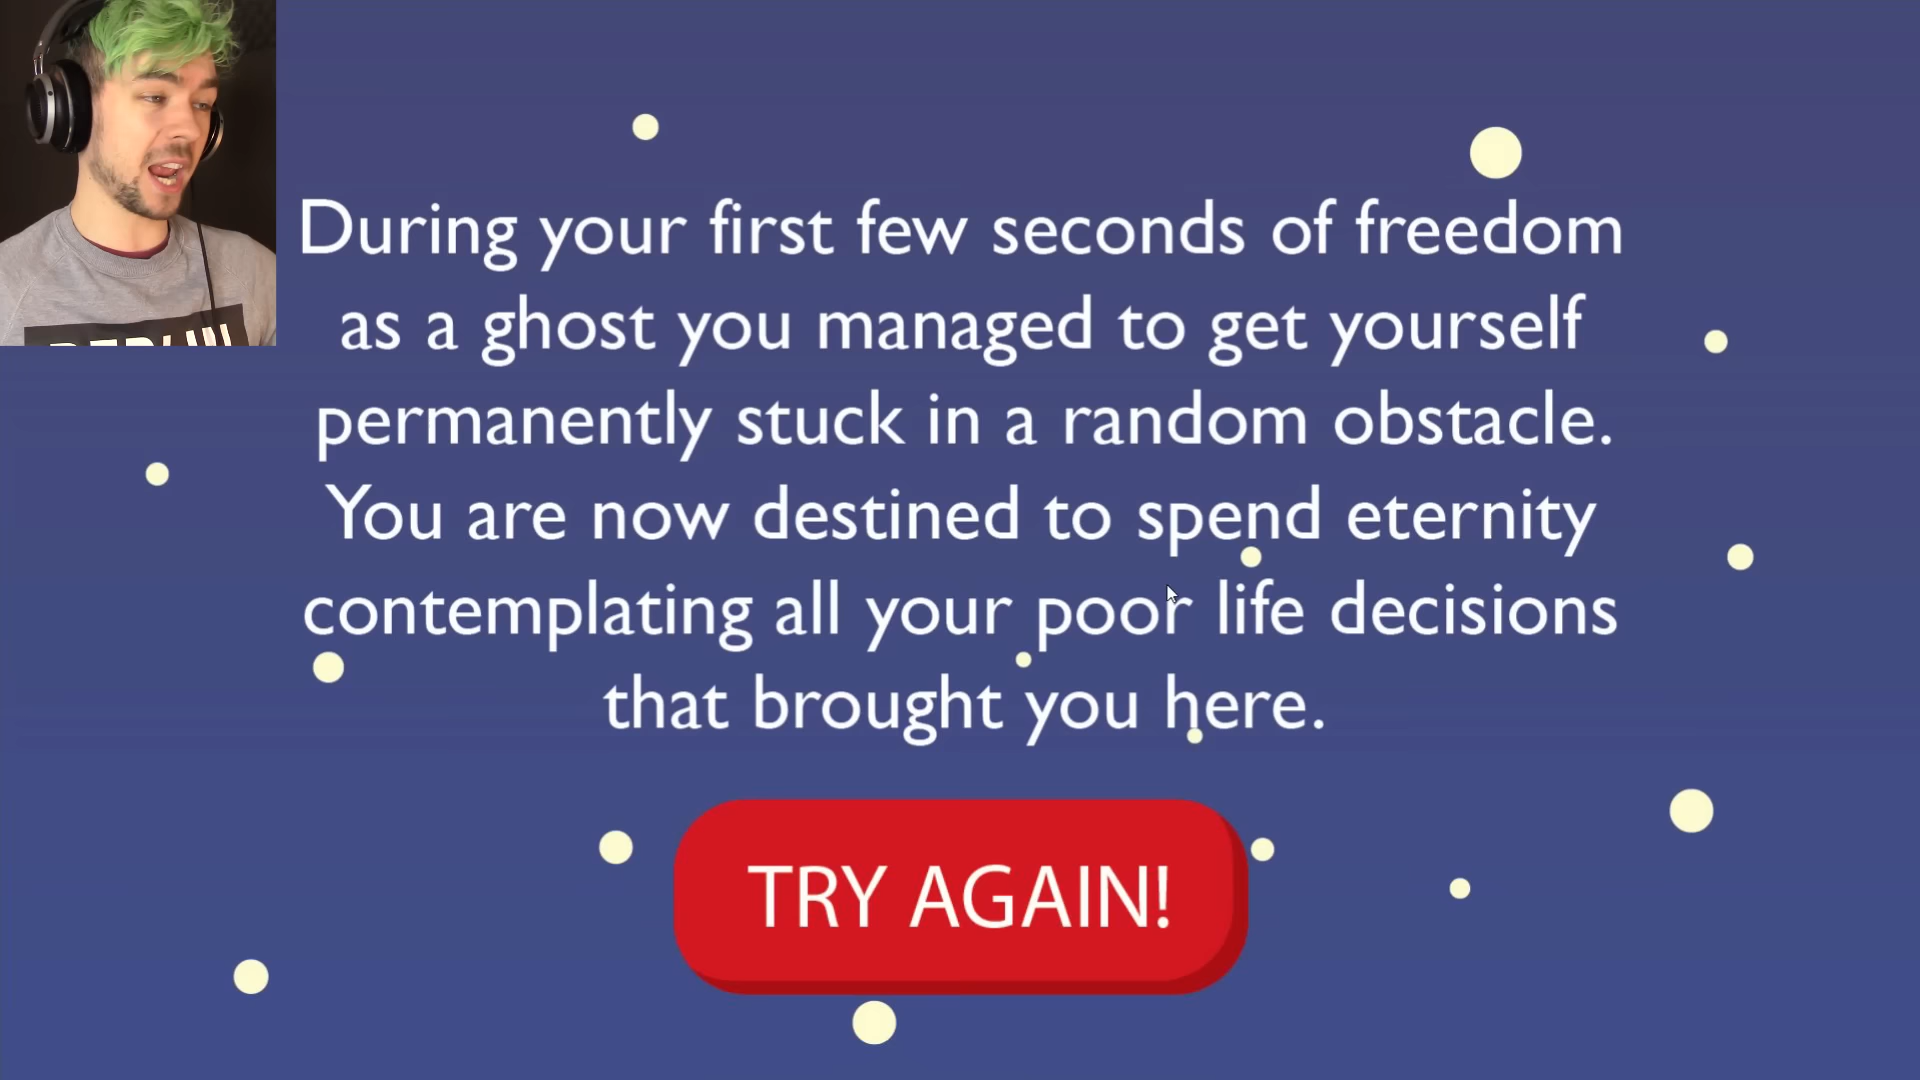 During your first few seconds of freedom
as a ghost you managed to get yourself
permanently stuck in a random obstacle.
You are now destined to spend eternity
contemplating all your poor life decisions
that brought you here.
TRY AGAIN!